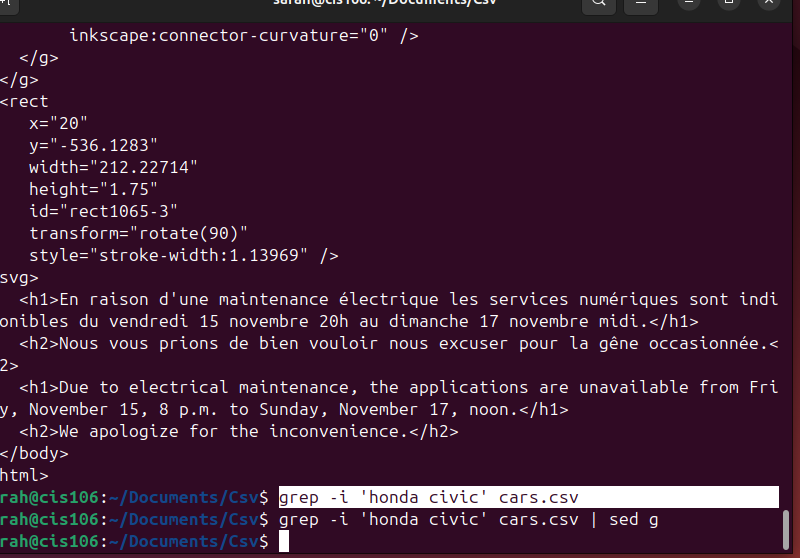 sarah@cis106:~/Documents/Csv
inkscape:connector-curvature="0" />
</g>
</g>
<rect
x="20"
y="-536.1283"
width="212.22714"
height="1.75"
id="rect1065-3"
transform="rotate(90)"
style="stroke-width:1.13969" />
svg>
<h1>En raison d'une maintenance électrique les services numériques sont indi
onibles du vendredi 15 novembre 20h au dimanche 17 novembre midi.</h1>
<h2>Nous vous prions de bien vouloir nous excuser pour la gêne occasionnée.<
2>
<h1>Due to electrical maintenance, the applications are unavailable from Fri
y, November 15, 8 p.m. to Sunday, November 17, noon.</h1>
<h2>We apologize for the inconvenience.</h2>
</body>
html>
rah@cis106:~/Documents/Csv$ grep -i 'honda civic' cars.csv
rah@cis106:~/Documents/Csv$ grep -i 'honda civic' cars.csv | sed g
rah@cis106:~/Documents/Csv$